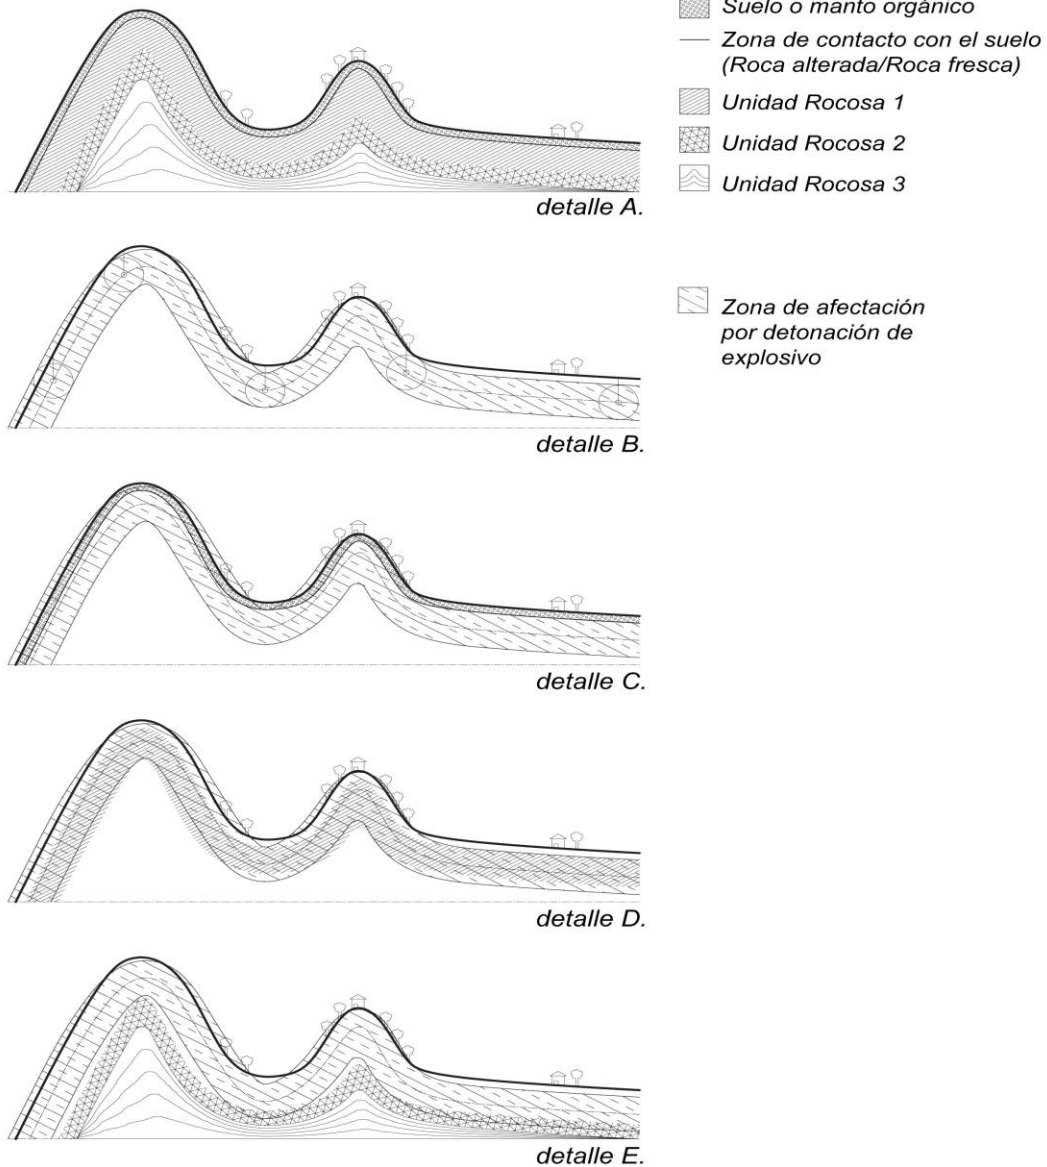 Suelo o manto orgánico
Zona de contacto con el suelo
(Roca alterada/Roca fresca)
Unidad Rocosa 1
Unidad Rocosa 2
Unidad Rocosa 3
detalle A.
Zona de afectación
por detonación de
explosivo
detalle B.
detalle C.
detalle D.
detalle E.